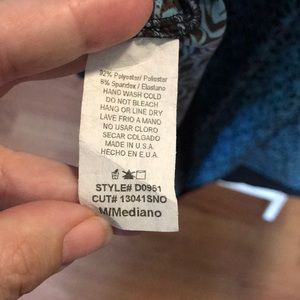 92% Polyester/ Poliester
8% Spandex / Elastano
HAND WASH COLD
DO NOT BLEACH
HANG OR LINE DRY
LAVE FRIO A MANO
NO USAR CLORO
SECAR COLGADO
MADE IN U.S.A.
HECHO EN E.U.A.
STYLE# D0961
CUT# 13041SNO
M/Mediano